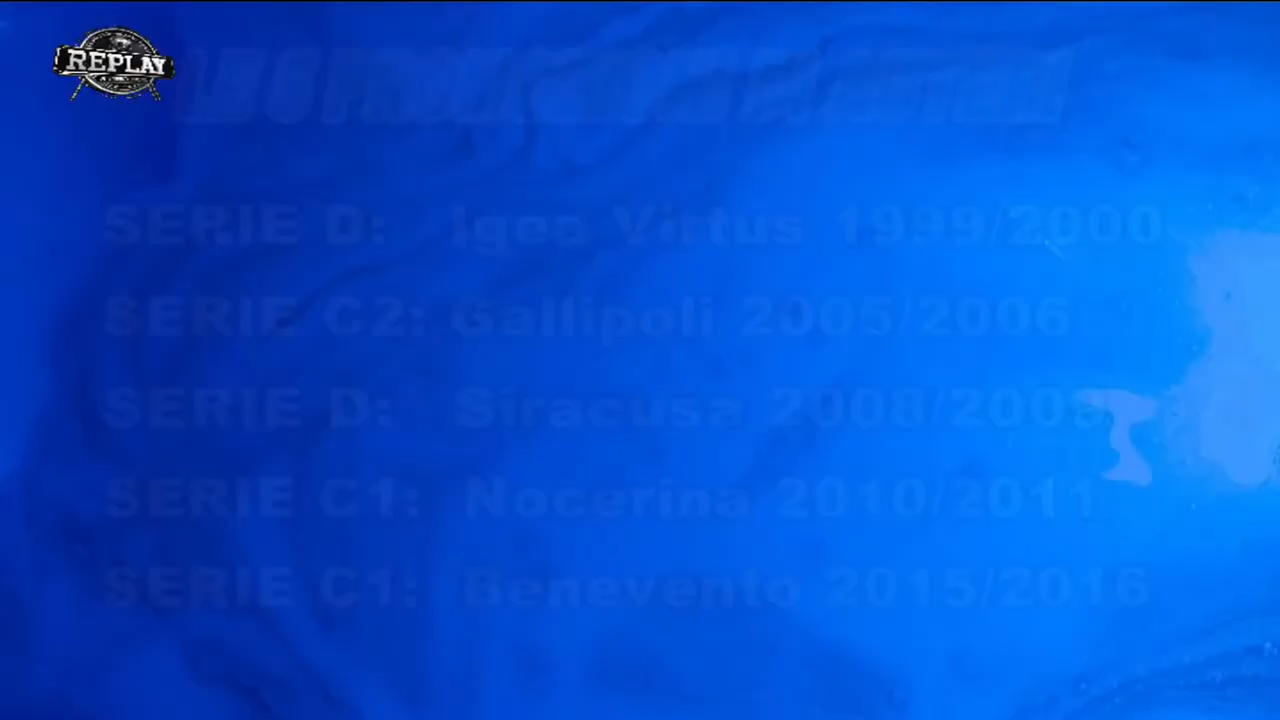 REPLAY
SERIE D: Igea Virtus 1999/2000
SERIE C2: Gallipoli 2005/2006
SERIE D: Siracusa 2008/2009
SERIE C1: Nocerina 2010/2011
SERIE C1: Benevento 2015/2016